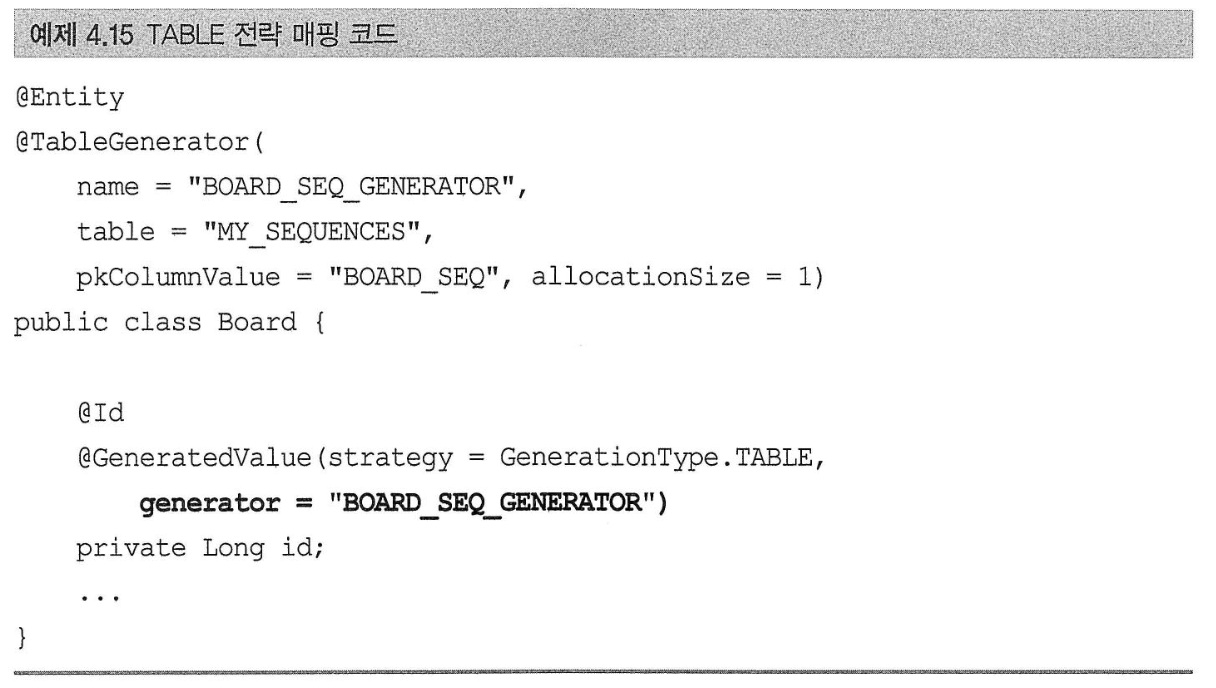 예제 4.15 TABLE 전략 매핑 코드
@Entity
@TableGenerator(
    name = "BOARD_SEQ_GENERATOR",
    table = "MY_SEQUENCES",
    pkColumnValue = "BOARD_SEQ", allocationSize = 1)
public class Board {
    @Id
    @GeneratedValue(strategy = GenerationType.TABLE,
        generator = "BOARD_SEQ_GENERATOR")
    private Long id;
    ...
}